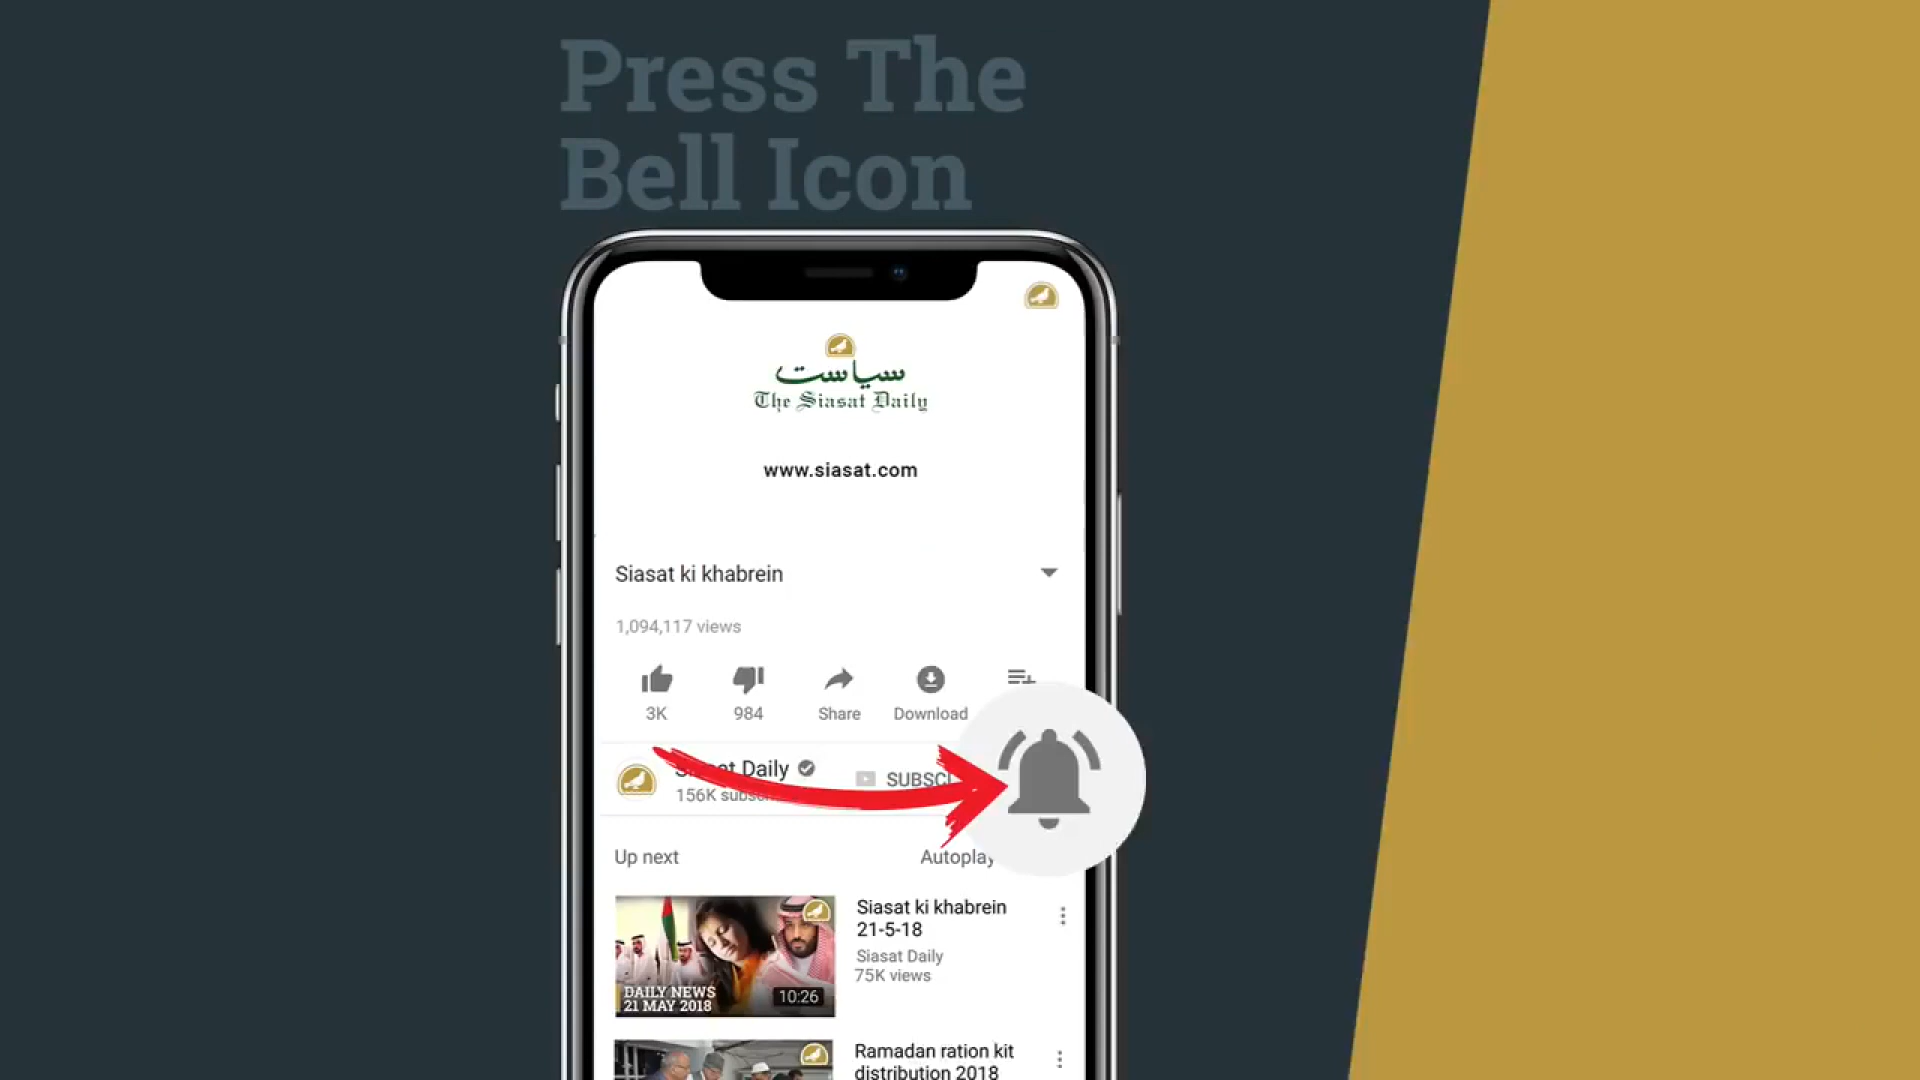 Press The
Bell Icon
سیاست
The Siasat Daily
www.siasat.com
Siasat ki khabrein
1,094,117 views
3K
984
Share
Download
Daily
SUBSC
156K
Up next
Autoplay
Siasat ki khabrein
21-5-18
Siasat Daily
75K views
DAILY NEWS
21 MAY 2018
10:26
Ramadan ration kit
distribution 2018